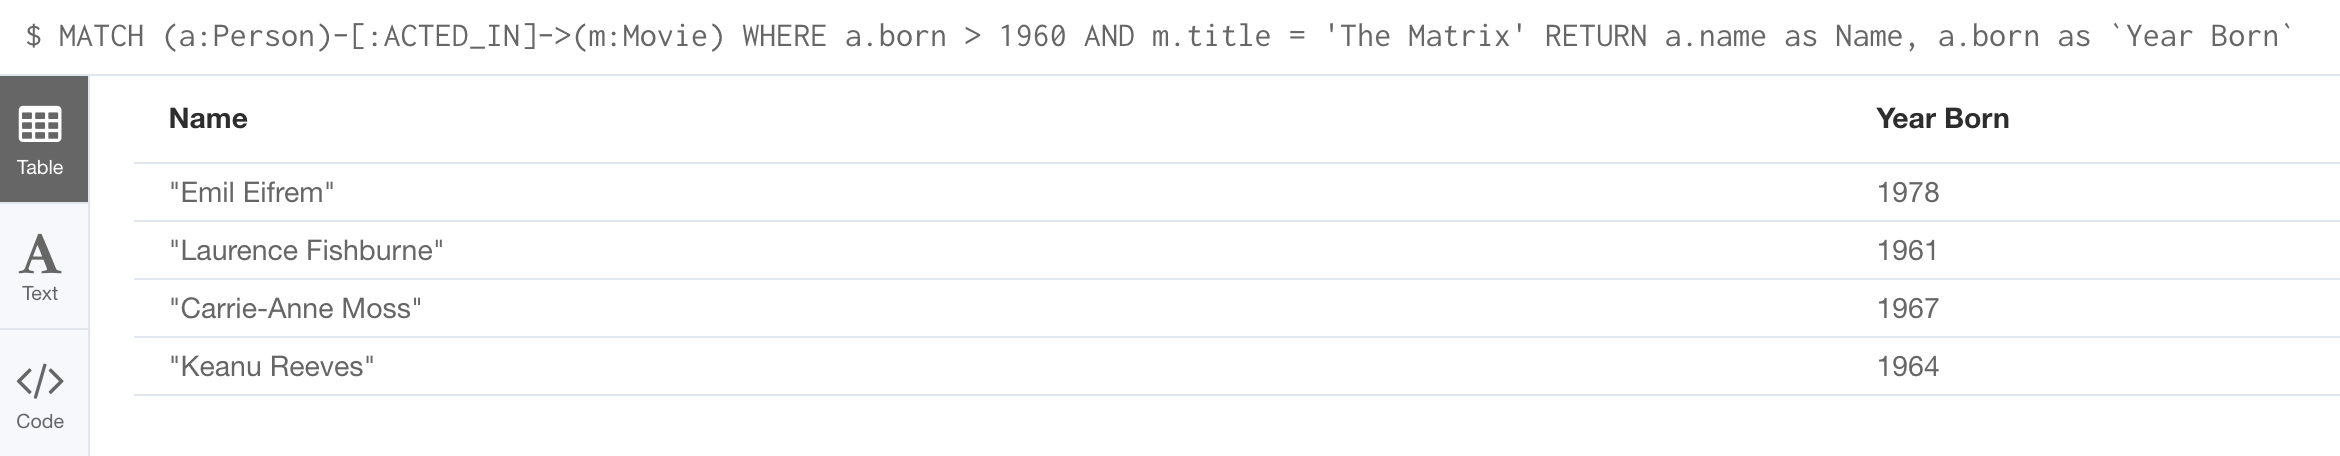 $ MATCH (a:Person)-[:ACTED_IN]->(m:Movie) WHERE a.born > 1960 AND m.title = 'The Matrix' RETURN a.name as Name, a.born as `Year Born`
Name Year Born
"Emil Eifrem" 1978
"Laurence Fishburne" 1961
"Carrie-Anne Moss" 1967
"Keanu Reeves" 1964
Table
A
Text
</>
Code